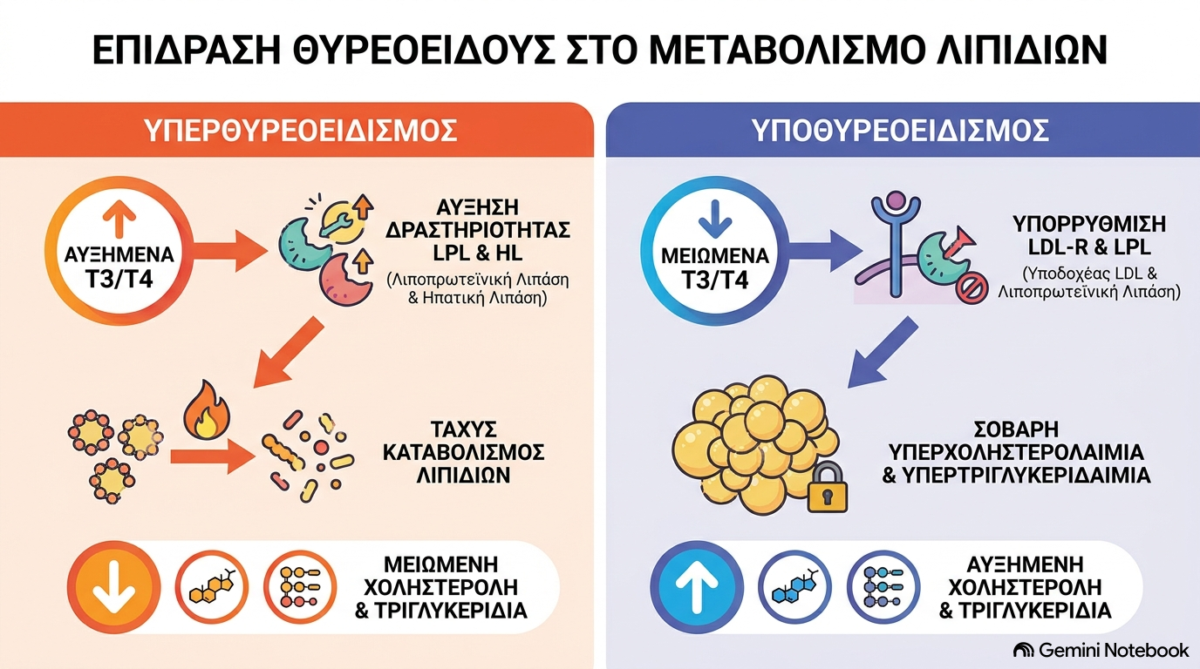 ΕΠΙΔΡΑΣΗ ΘΥΡΕΟΕΙΔΟΥΣ ΣΤΟ ΜΕΤΑΒΟΛΙΣΜΟ ΛΙΠΙΔΙΩΝ
ΥΠΕΡΘΥΡΕΟΕΙΔΙΣΜΟΣ
ΑΥΞΗΜΕΝΑ
Τ3/Τ4
ΑΥΞΗΣΗ
ΔΡΑΣΤΗΡΙΟΤΗΤΑΣ
LPL & HL
(Λιποπρωτεϊνική Λιπάση
& Ηπατική Λιπάση)
ΤΑΧΥΣ
ΚΑΤΑΒΟΛΙΣΜΟΣ
ΛΙΠΙΔΙΩΝ
ΜΕΙΩΜΕΝΗ
ΧΟΛΗΣΤΕΡΟΛΗ
& ΤΡΙΓΛΥΚΕΡΙΔΙΑ
ΥΠΟΘΥΡΕΟΕΙΔΙΣΜΟΣ
ΜΕΙΩΜΕΝΑ
Τ3/Τ4
ΥΠΟΡΡΥΘΜΙΣΗ
LDL-R & LPL
(Υποδοχέας LDL &
Λιποπρωτεϊνική Λιπάση)
ΣΟΒΑΡΗ
ΥΠΕΡΧΟΛΗΣΤΕΡΟΛΑΙΜΙΑ
& ΥΠΕΡΤΡΙΓΛΥΚΕΡΙΔΑΙΜΙΑ
ΑΥΞΗΜΕΝΗ
ΧΟΛΗΣΤΕΡΟΛΗ
& ΤΡΙΓΛΥΚΕΡΙΔΙΑ
Gemini Notebook